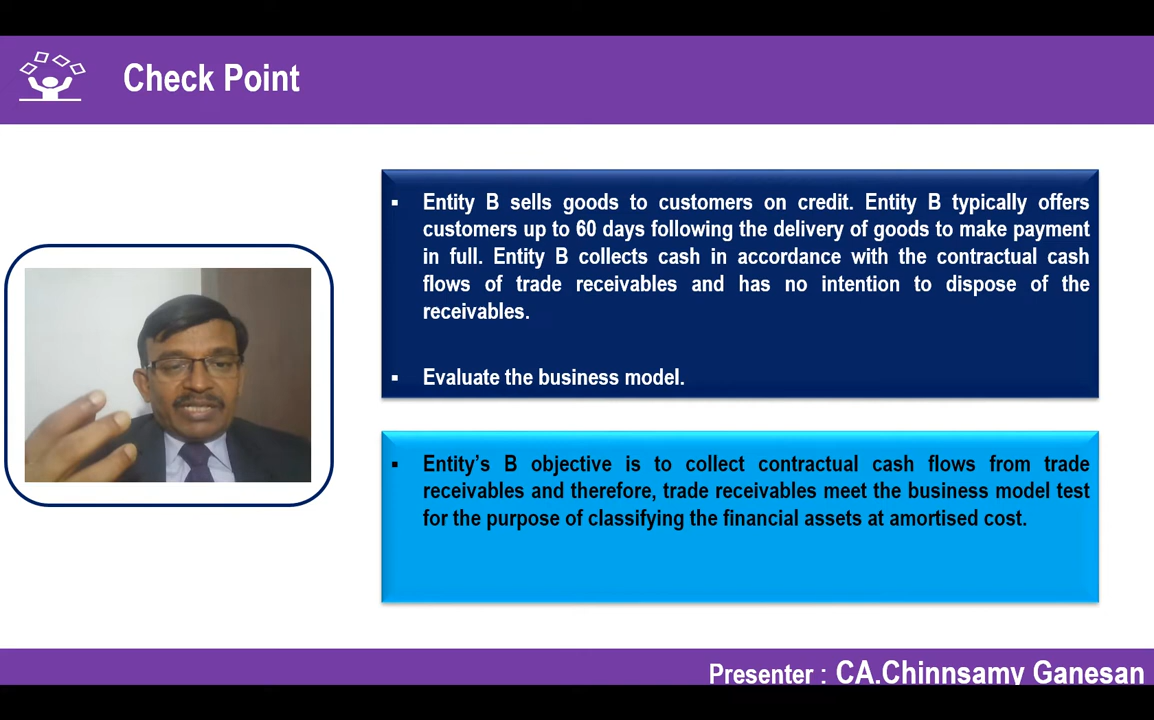 Check Point
▪ Entity B sells goods to customers on credit. Entity B typically offers
customers up to 60 days following the delivery of goods to make payment
in full. Entity B collects cash in accordance with the contractual cash
flows of trade receivables and has no intention to dispose of the
receivables.
▪ Evaluate the business model.
▪ Entity’s B objective is to collect contractual cash flows from trade
receivables and therefore, trade receivables meet the business model test
for the purpose of classifying the financial assets at amortised cost.
Presenter : CA.Chinnsamy Ganesan